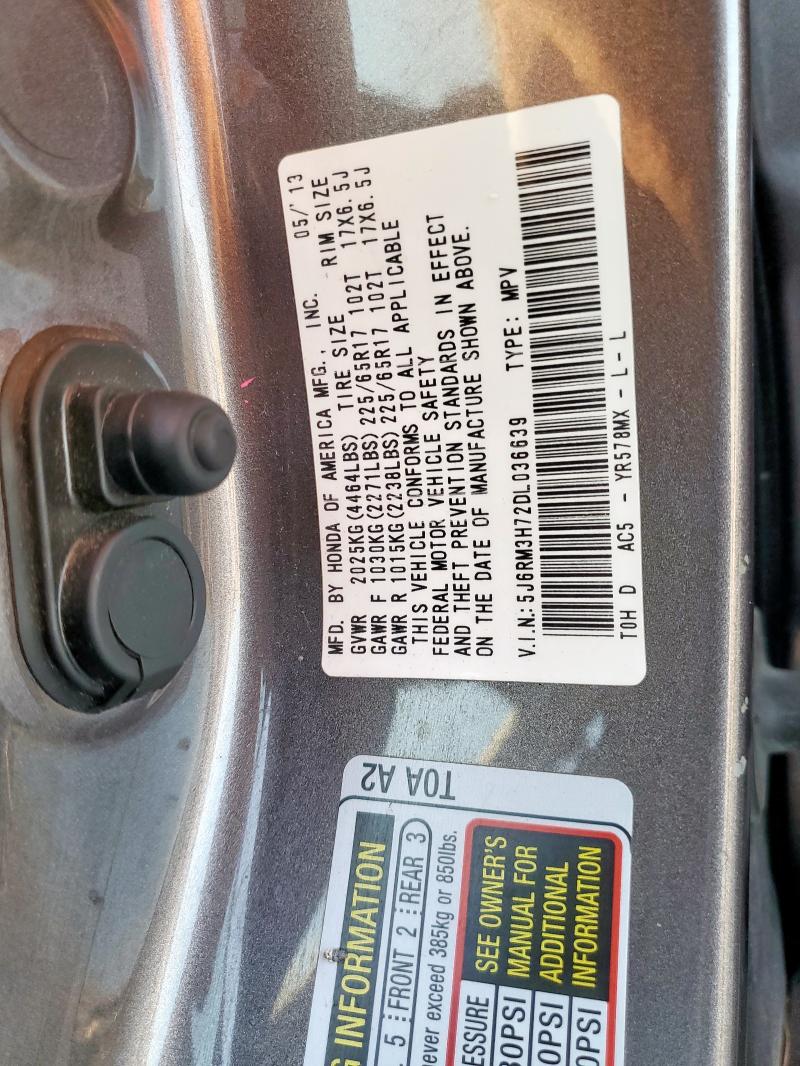 MFD. BY HONDA OF AMERICA MFG., INC. 05/'13
GVWR 2025KG(4464LBS) TIRE SIZE RIM SIZE
GAWR F 1030KG(2271LBS) 225/65R17 102T 17X6.5J
GAWR R 1015KG(2238LBS) 225/65R17 102T 17X6.5J
THIS VEHICLE CONFORMS TO ALL APPLICABLE
FEDERAL MOTOR VEHICLE SAFETY
AND THEFT PREVENTION STANDARDS IN EFFECT
ON THE DATE OF MANUFACTURE SHOWN ABOVE.
V.I.N.:5J6RM3H72DL036639 TYPE: MPV
T0H D AC5 - YR578MX - L - L
T0A A2
INFORMATION
5 FRONT 2 REAR 3
never exceed 385kg or 850lbs.
SEE OWNER'S
MANUAL FOR
ADDITIONAL
INFORMATION